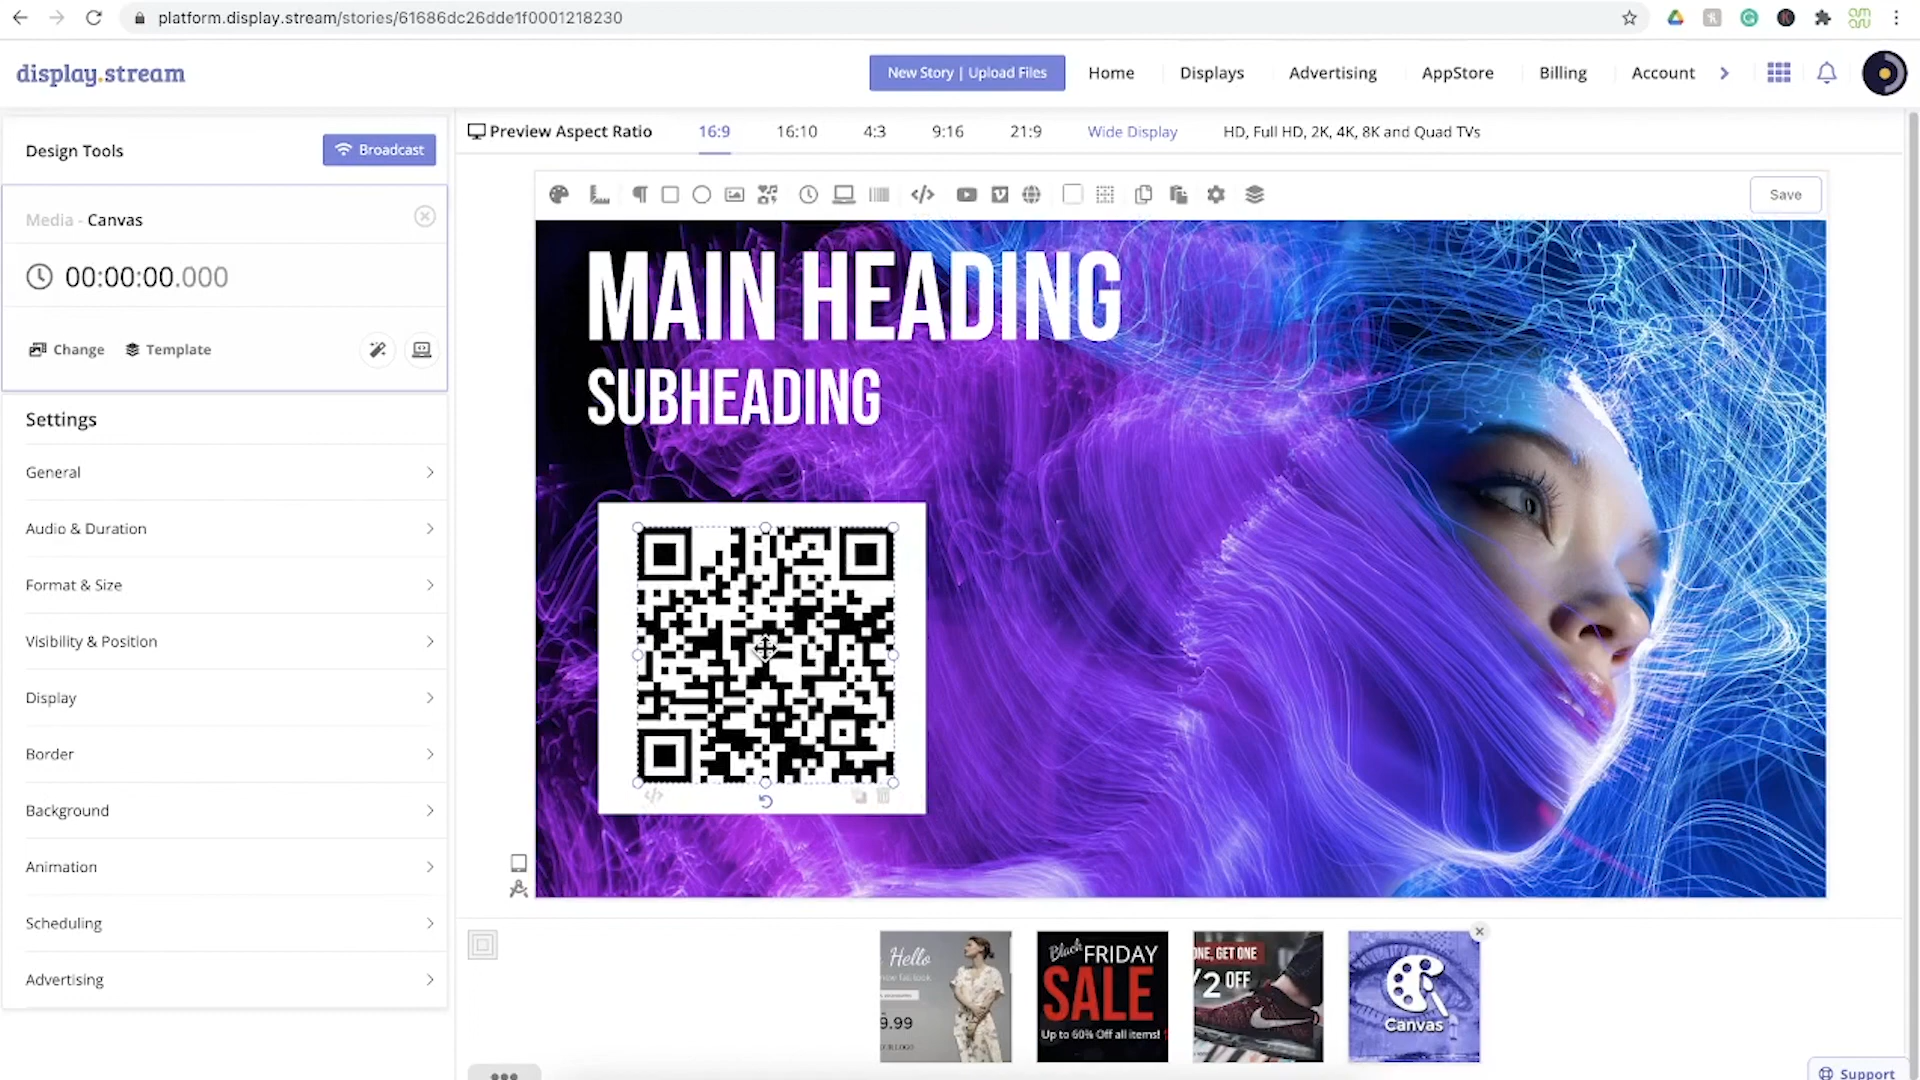 platform.display.stream/stories/61686dc26dde1f0001218230
display.stream
New Story | Upload Files
Home
Displays
Advertising
AppStore
Billing
Account
Design Tools
Broadcast
Preview Aspect Ratio
16:9
16:10
4:3
9:16
21:9
Wide Display
HD, Full HD, 2K, 4K, 8K and Quad TVs
Media - Canvas
Save
00:00:00.000
Change
Template
MAIN HEADING
SUBHEADING
Settings
General
Audio & Duration
Format & Size
Visibility & Position
Display
Border
Background
Animation
Scheduling
Advertising
Hello
new fall look
9.99
Black
FRIDAY
SALE
Up to 60% Off all items!
ONE, GET ONE
/2 OFF
Canvas
Support